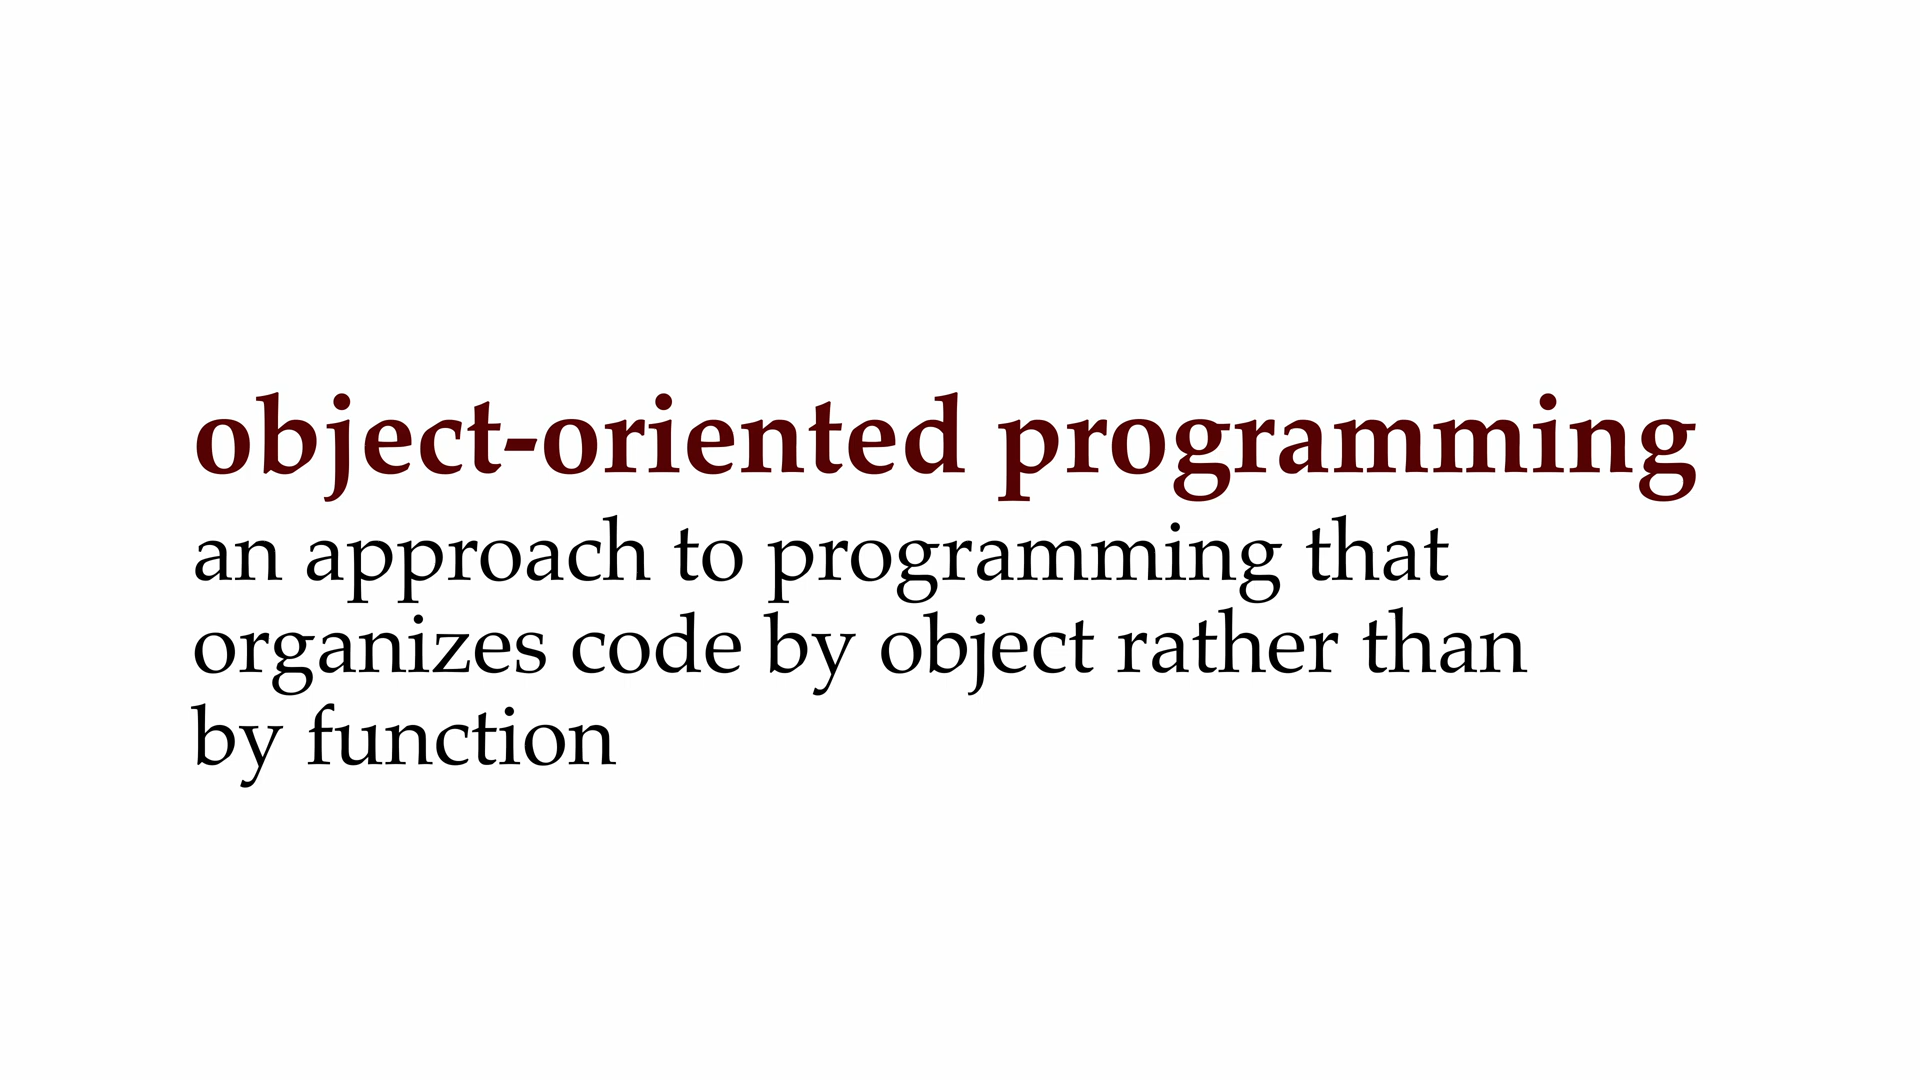 object-oriented programming
an approach to programming that
organizes code by object rather than
by function